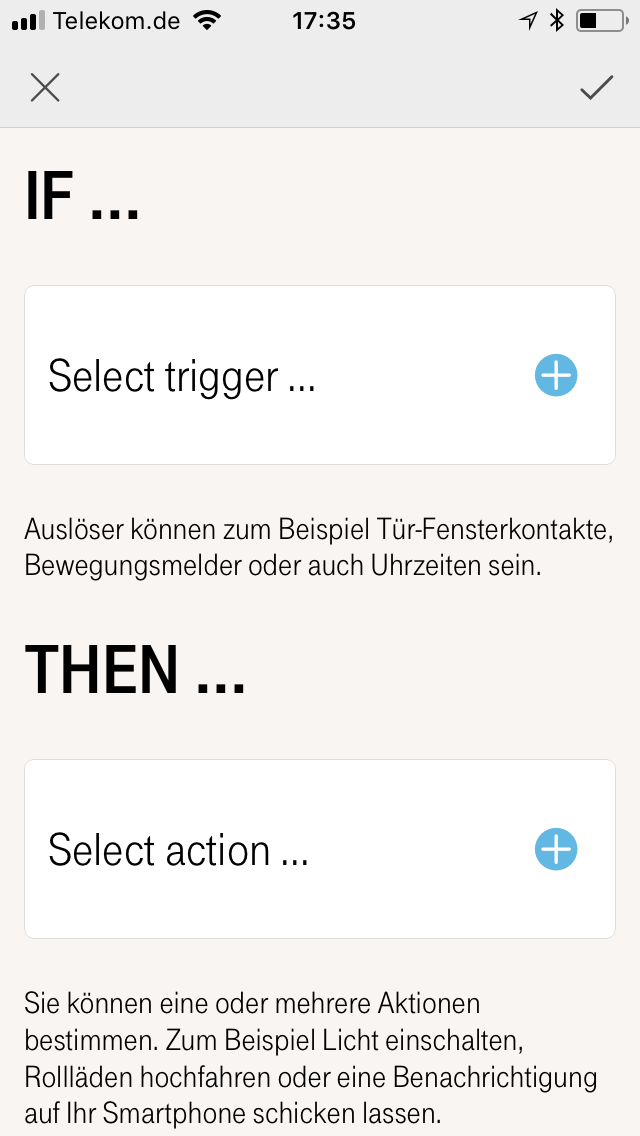 Telekom.de 17:35
IF ...
Select trigger ...
Auslöser können zum Beispiel Tür-Fensterkontakte,
Bewegungsmelder oder auch Uhrzeiten sein.
THEN ...
Select action ...
Sie können eine oder mehrere Aktionen
bestimmen. Zum Beispiel Licht einschalten,
Rollläden hochfahren oder eine Benachrichtigung
auf Ihr Smartphone schicken lassen.